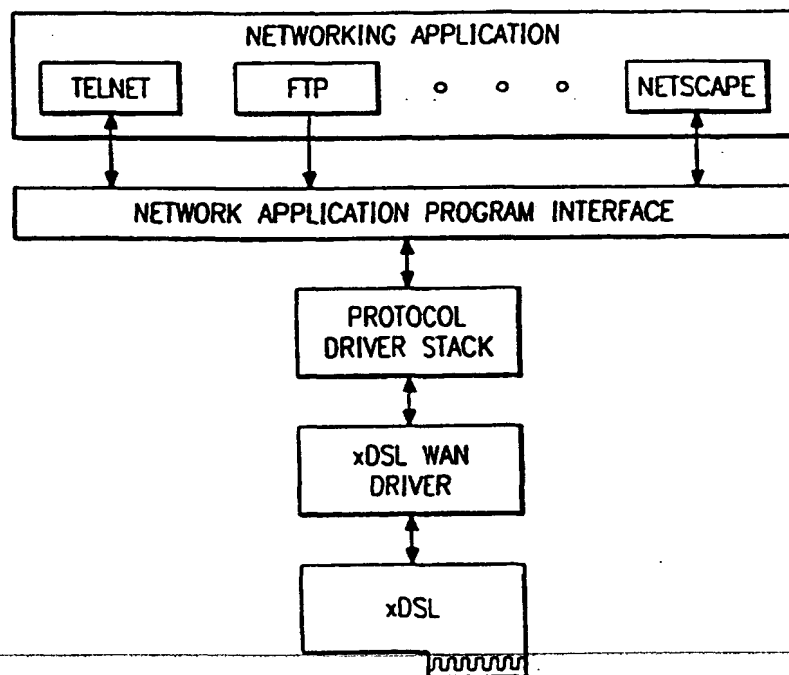 NETWORKING APPLICATION
TELNET
FTP
NETSCAPE
NETWORK APPLICATION PROGRAM INTERFACE
PROTOCOL
DRIVER STACK
xDSL WAN
DRIVER
xDSL